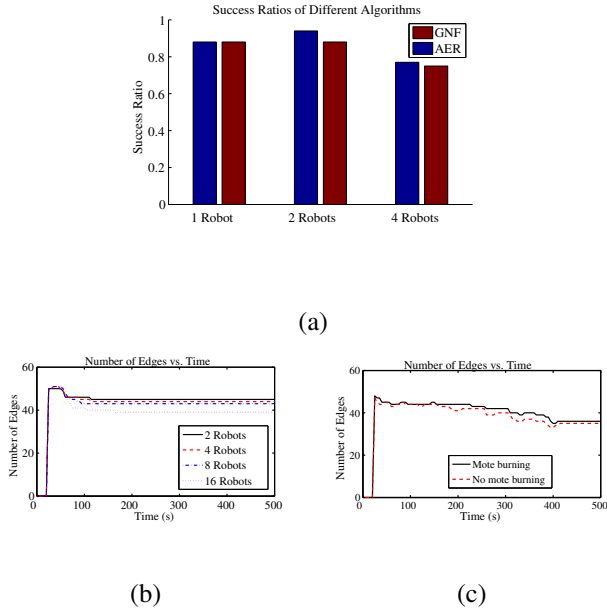 Success Ratios of Different Algorithms
1
0.8
0.6
0.4
0.2
0
Success Ratio
GNF
AER
1 Robot 2 Robots 4 Robots
(a)
Number of Edges vs. Time
60
40
20
0
Number of Edges
2 Robots
4 Robots
8 Robots
16 Robots
0 100 200 300 400 500
Time (s)
(b)
Number of Edges vs. Time
60
40
20
0
Number of Edges
Mote burning
No mote burning
0 100 200 300 400 500
Time (s)
(c)